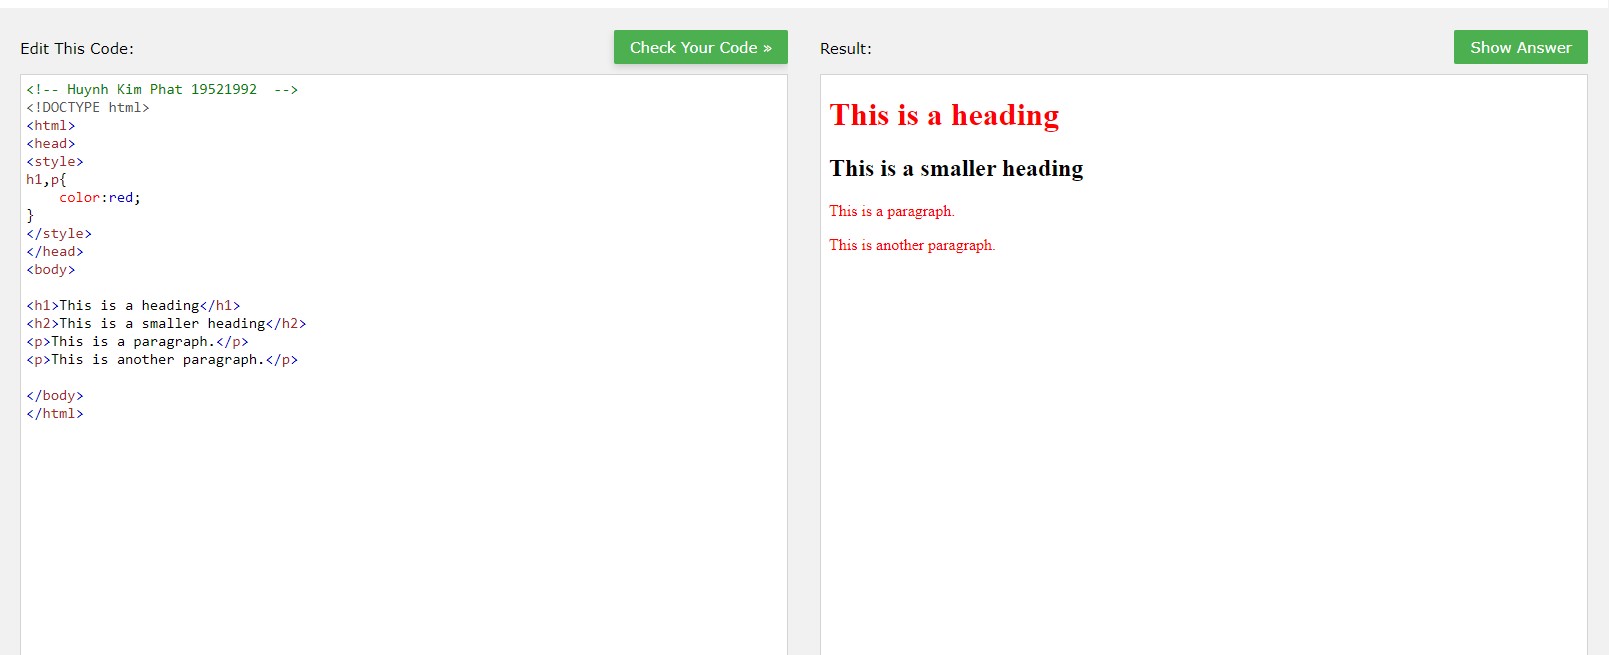 Edit This Code:
Check Your Code »
<!-- Huynh Kim Phat 19521992  -->
<!DOCTYPE html>
<html>
<head>
<style>
h1,p{
    color:red;
}
</style>
</head>
<body>

<h1>This is a heading</h1>
<h2>This is a smaller heading</h2>
<p>This is a paragraph.</p>
<p>This is another paragraph.</p>

</body>
</html>
Result:
Show Answer
This is a heading
This is a smaller heading
This is a paragraph.
This is another paragraph.